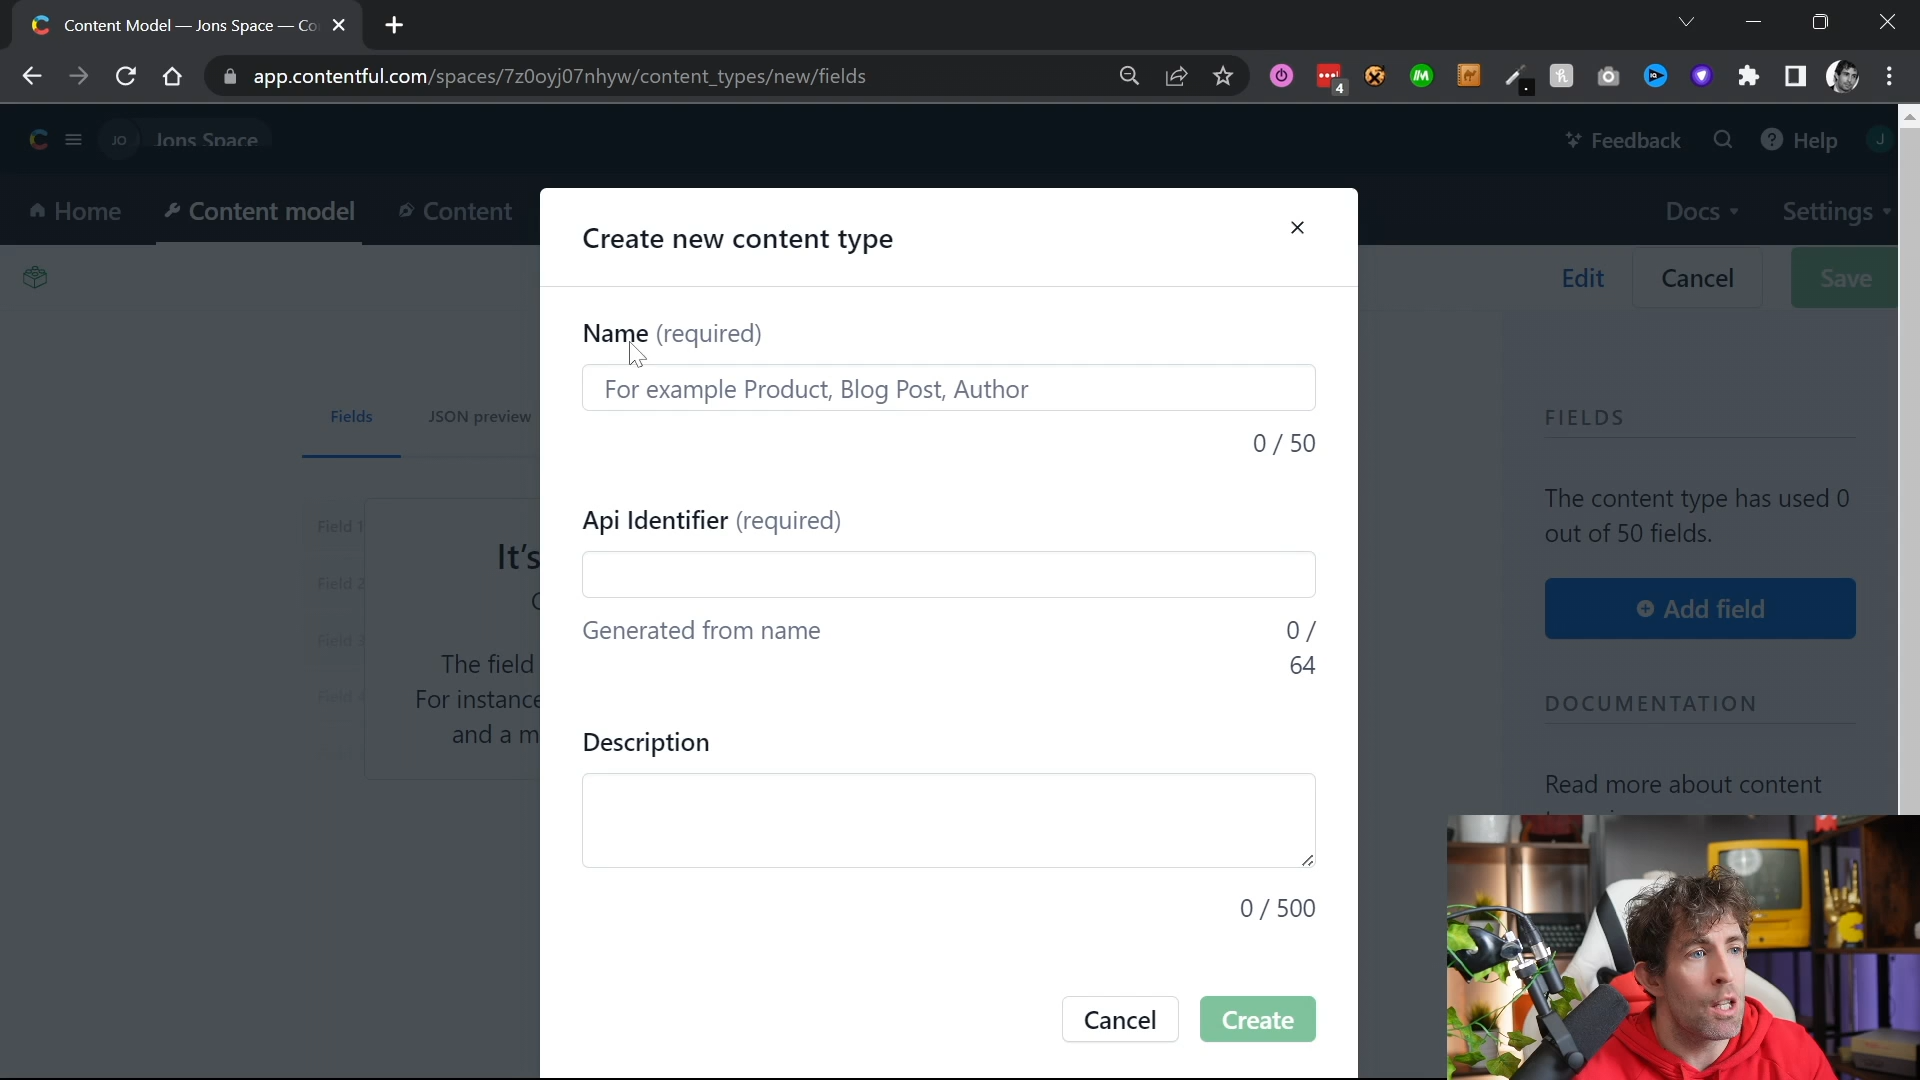 Content Model — Jons Space — Co
app.contentful.com/spaces/7z0oyj07nhyw/content_types/new/fields
4
JO
Jons Space
Feedback
Help
J
Home
Content model
Content
Docs
Settings
Edit
Cancel
Save
Create new content type
Name (required)
For example Product, Blog Post, Author
0 / 50
Api Identifier (required)
Generated from name
0 /
64
Description
0 / 500
Cancel
Create
Fields
JSON preview
Field 1
Field 2
Field 3
Field 4
It’s
The field
For instance
and a m
FIELDS
The content type has used 0
out of 50 fields.
Add field
DOCUMENTATION
Read more about content